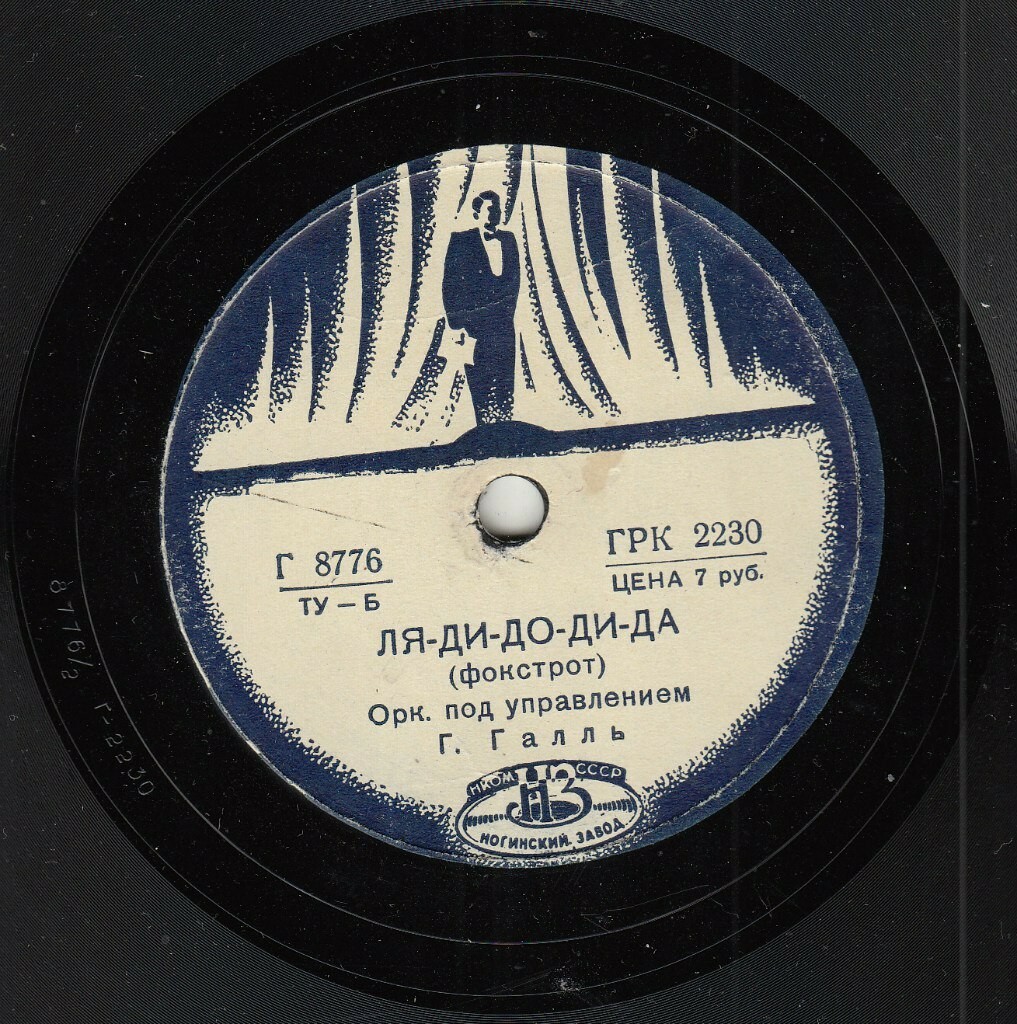 Г 8776
ТУ – Б
ГРК 2230
ЦЕНА 7 руб.
ЛЯ-ДИ-ДО-ДИ-ДА
(фокстрот)
Орк. под управлением
Г. Галль
НКОМ НЗ СССР
НОГИНСКИЙ ЗАВОД
8776/2 Г-2230